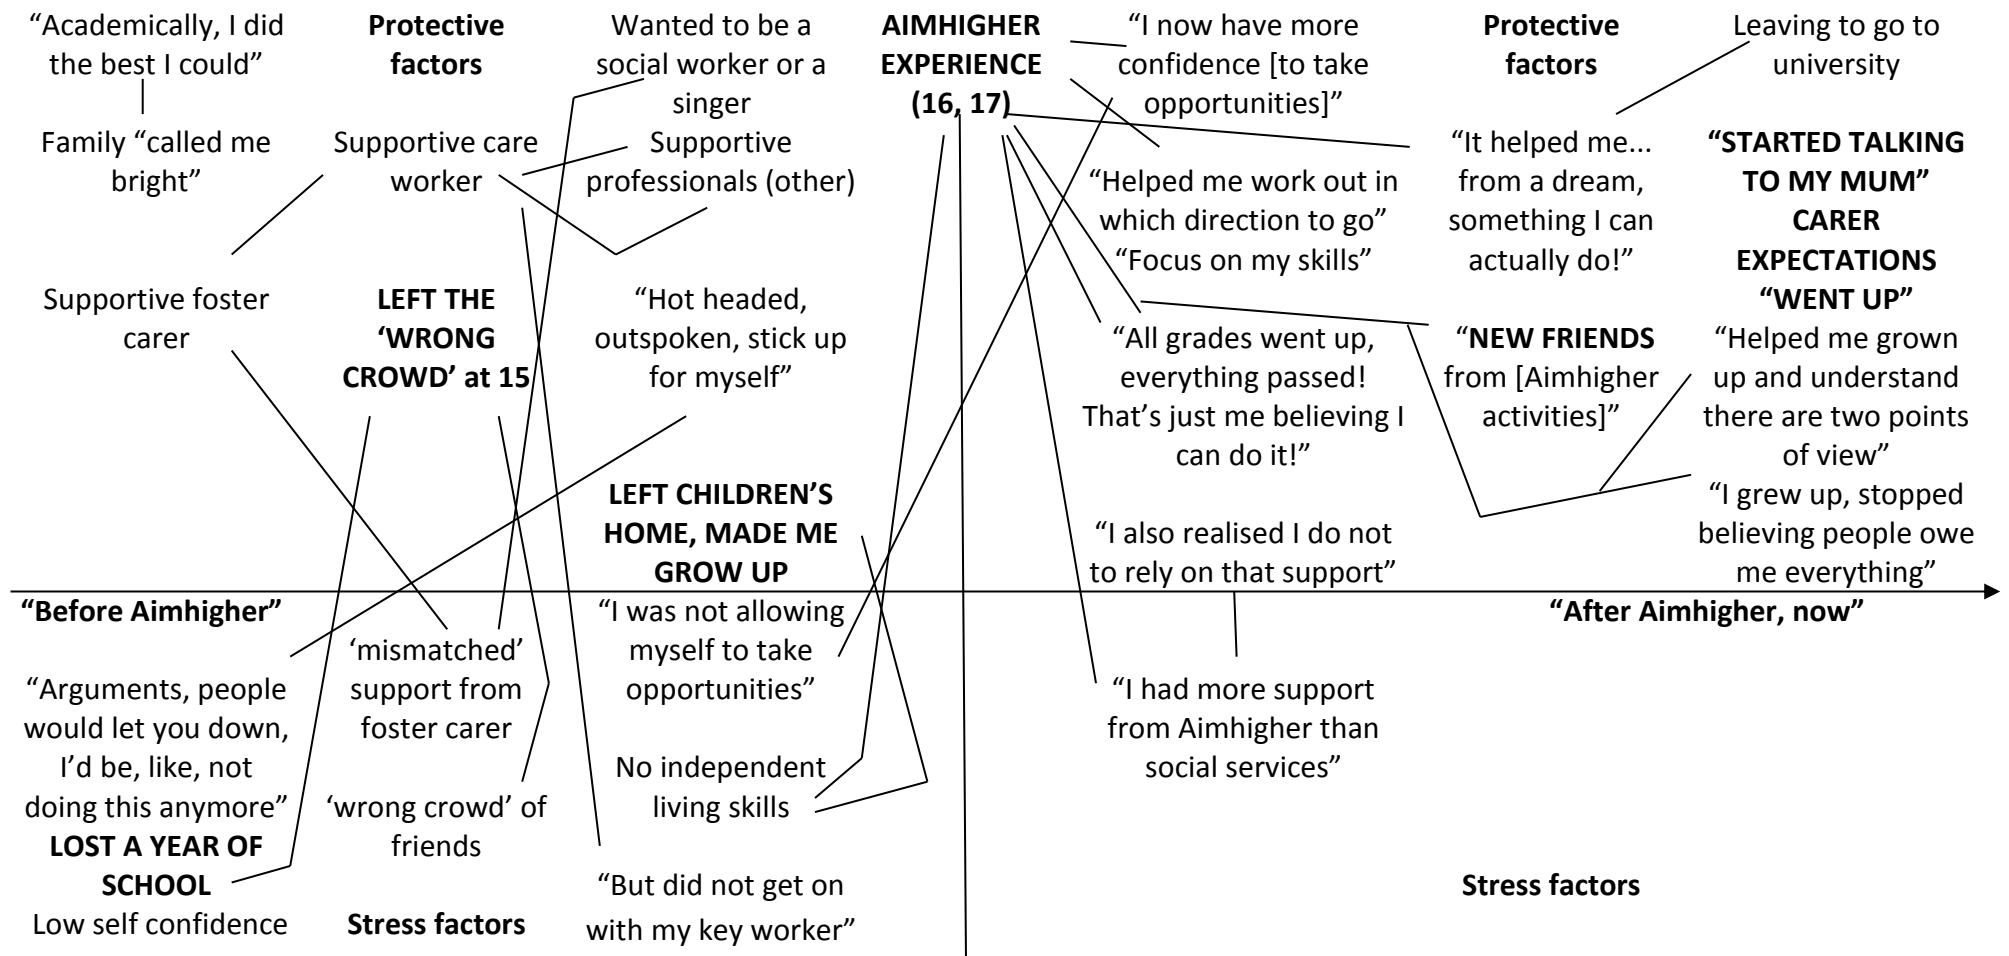 “Academically, I did
the best I could”
Family “called me
bright”
Supportive foster
carer
Protective
factors
Supportive care
worker
LEFT THE
‘WRONG
CROWD’ at 15
Wanted to be a
social worker or a
singer
Supportive
professionals (other)
“Hot headed,
outspoken, stick up
for myself”
LEFT CHILDREN’S
HOME, MADE ME
GROW UP
AIMHIGHER
EXPERIENCE
(16, 17)
“I now have more
confidence [to take
opportunities]”
“Helped me work out in
which direction to go”
“Focus on my skills”
“All grades went up,
everything passed!
That’s just me believing I
can do it!”
“I also realised I do not
to rely on that support”
Protective
factors
“It helped me...
from a dream,
something I can
actually do!”
“NEW FRIENDS
from [Aimhigher
activities]”
Leaving to go to
university
“STARTED TALKING
TO MY MUM”
CARER
EXPECTATIONS
“WENT UP”
“Helped me grown
up and understand
there are two points
of view”
“I grew up, stopped
believing people owe
me everything”
“Before Aimhigher”
“Arguments, people
would let you down,
I’d be, like, not
doing this anymore”
LOST A YEAR OF
SCHOOL
Low self confidence
‘mismatched’
support from
foster carer
‘wrong crowd’ of
friends
Stress factors
“I was not allowing
myself to take
opportunities”
No independent
living skills
“But did not get on
with my key worker”
“I had more support
from Aimhigher than
social services”
“After Aimhigher, now”
Stress factors